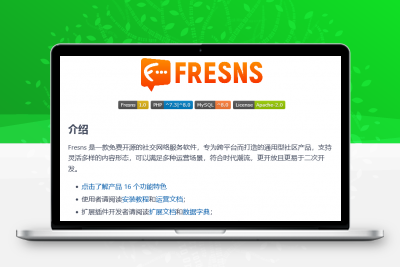 FRESNS
Fresns 1.0 PHP ^7.3|^8.0 MySQL ^8.0 License Apache 2.0
介绍
Fresns 是一款免费开源的社交网络服务软件，专为跨平台而打造的通用型社区产品，支持
灵活多样的内容形态，可以满足多种运营场景，符合时代潮流，更开放且更易于二次开
发。
点击了解产品 16 个功能特色
使用者请阅读安装教程和运营文档；
扩展插件开发者请阅读扩展文档和数据字典；